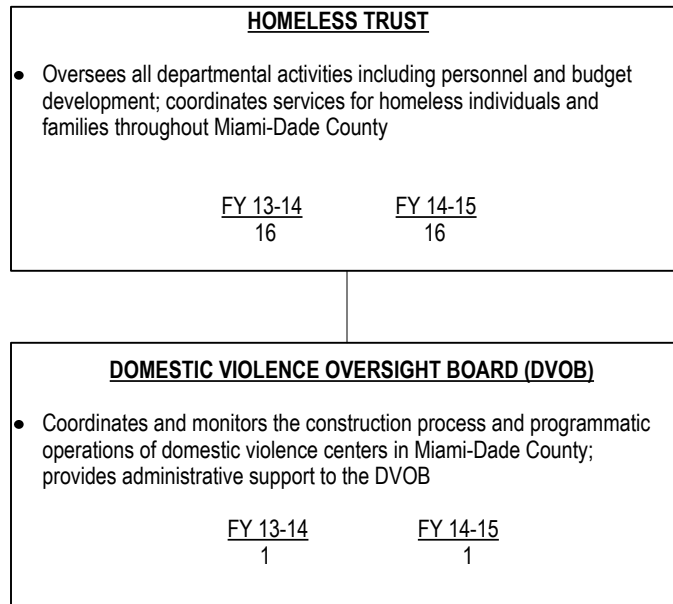 HOMELESS TRUST
• Oversees all departmental activities including personnel and budget
development; coordinates services for homeless individuals and
families throughout Miami-Dade County
FY 13-14 FY 14-15
16 16
DOMESTIC VIOLENCE OVERSIGHT BOARD (DVOB)
• Coordinates and monitors the construction process and programmatic
operations of domestic violence centers in Miami-Dade County;
provides administrative support to the DVOB
FY 13-14 FY 14-15
1 1